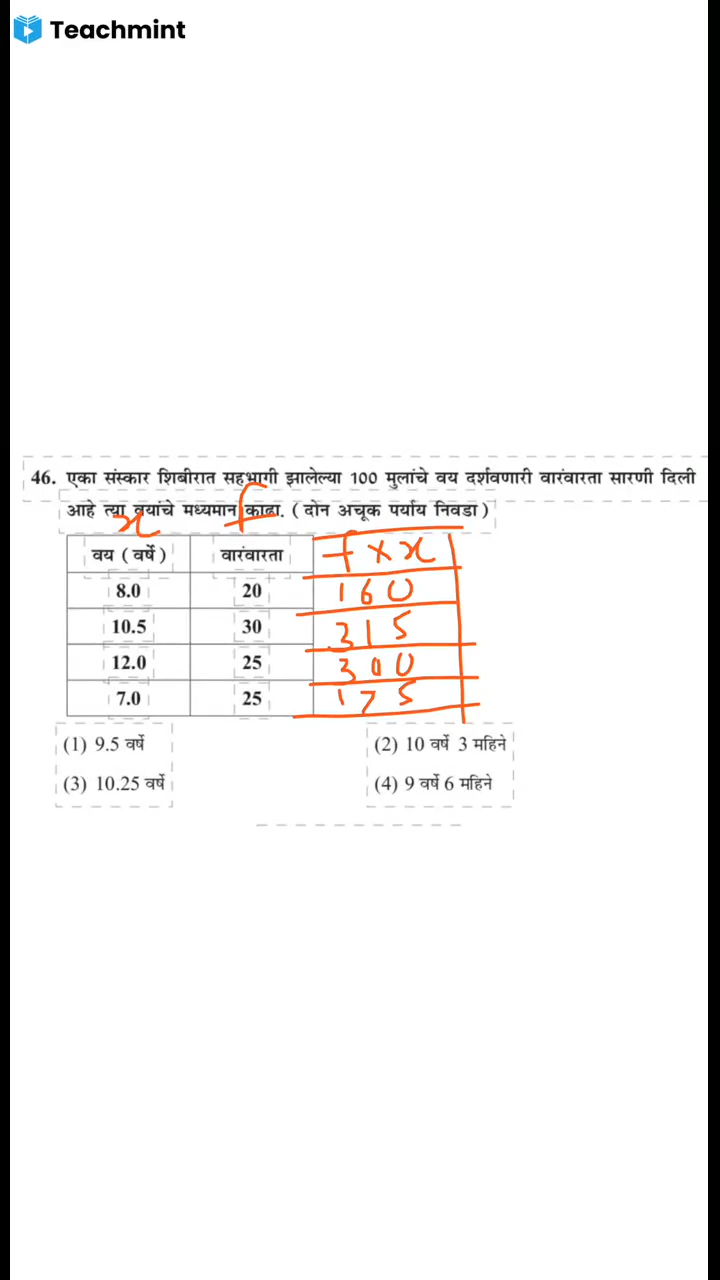 Teachmint
46. एका संस्कार शिबीरात सहभागी झालेल्या 100 मुलांचे वय दर्शवणारी वारंवारता सारणी दिली
आहे त्या वयांचे मध्यमान काढा. ( दोन अचूक पर्याय निवडा )
x f
वय ( वर्षे ) वारंवारता f × x
8.0 20 160
10.5 30 315
12.0 25 300
7.0 25 175
(1) 9.5 वर्षे (2) 10 वर्षे 3 महिने
(3) 10.25 वर्षे (4) 9 वर्षे 6 महिने